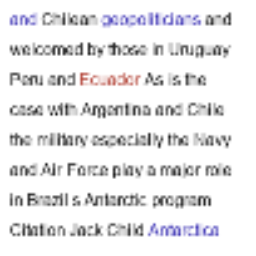 and Chilean geopoliticians and
welcomed by those in Uruguay
Peru and Ecuador As is the
case with Argentina and Chile
the military especially the Navy
and Air Force play a major role
in Brazil s Antarctic program
Citation Jack Child Antarctica